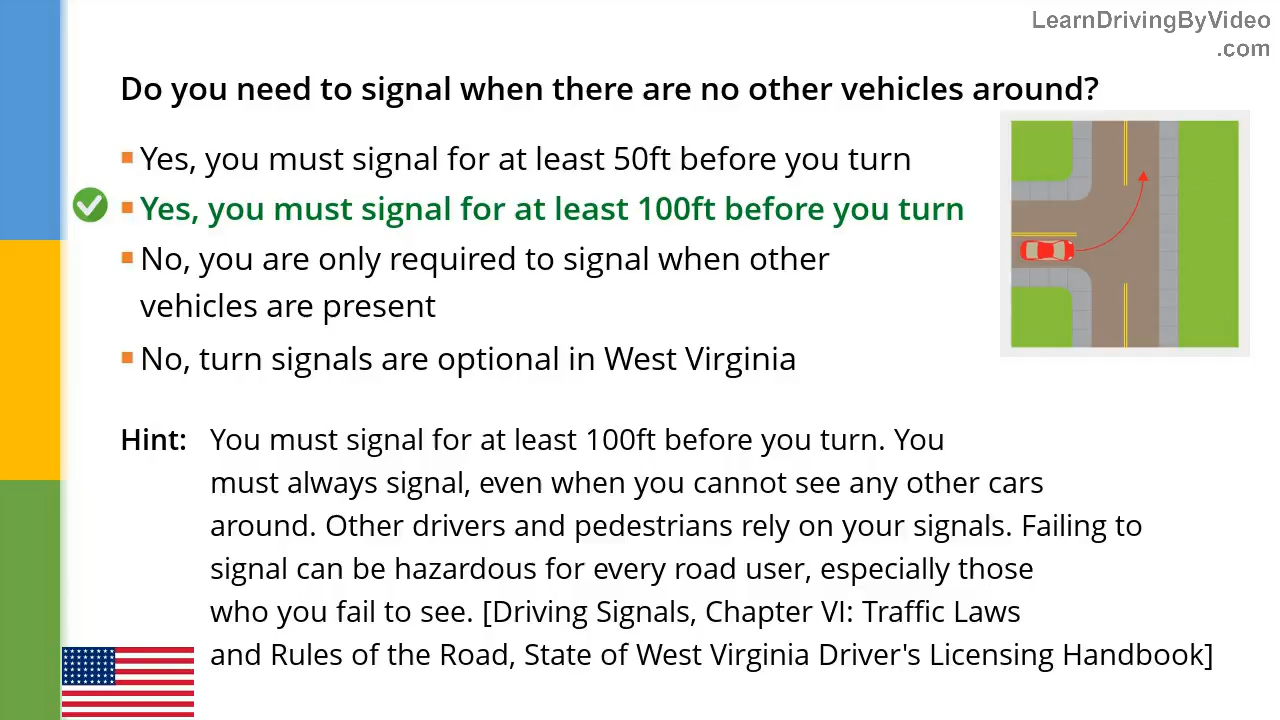 LearnDrivingByVideo
.com
Do you need to signal when there are no other vehicles around?
Yes, you must signal for at least 50ft before you turn
Yes, you must signal for at least 100ft before you turn
No, you are only required to signal when other
vehicles are present
No, turn signals are optional in West Virginia
Hint: You must signal for at least 100ft before you turn. You
must always signal, even when you cannot see any other cars
around. Other drivers and pedestrians rely on your signals. Failing to
signal can be hazardous for every road user, especially those
who you fail to see. [Driving Signals, Chapter VI: Traffic Laws
and Rules of the Road, State of West Virginia Driver's Licensing Handbook]